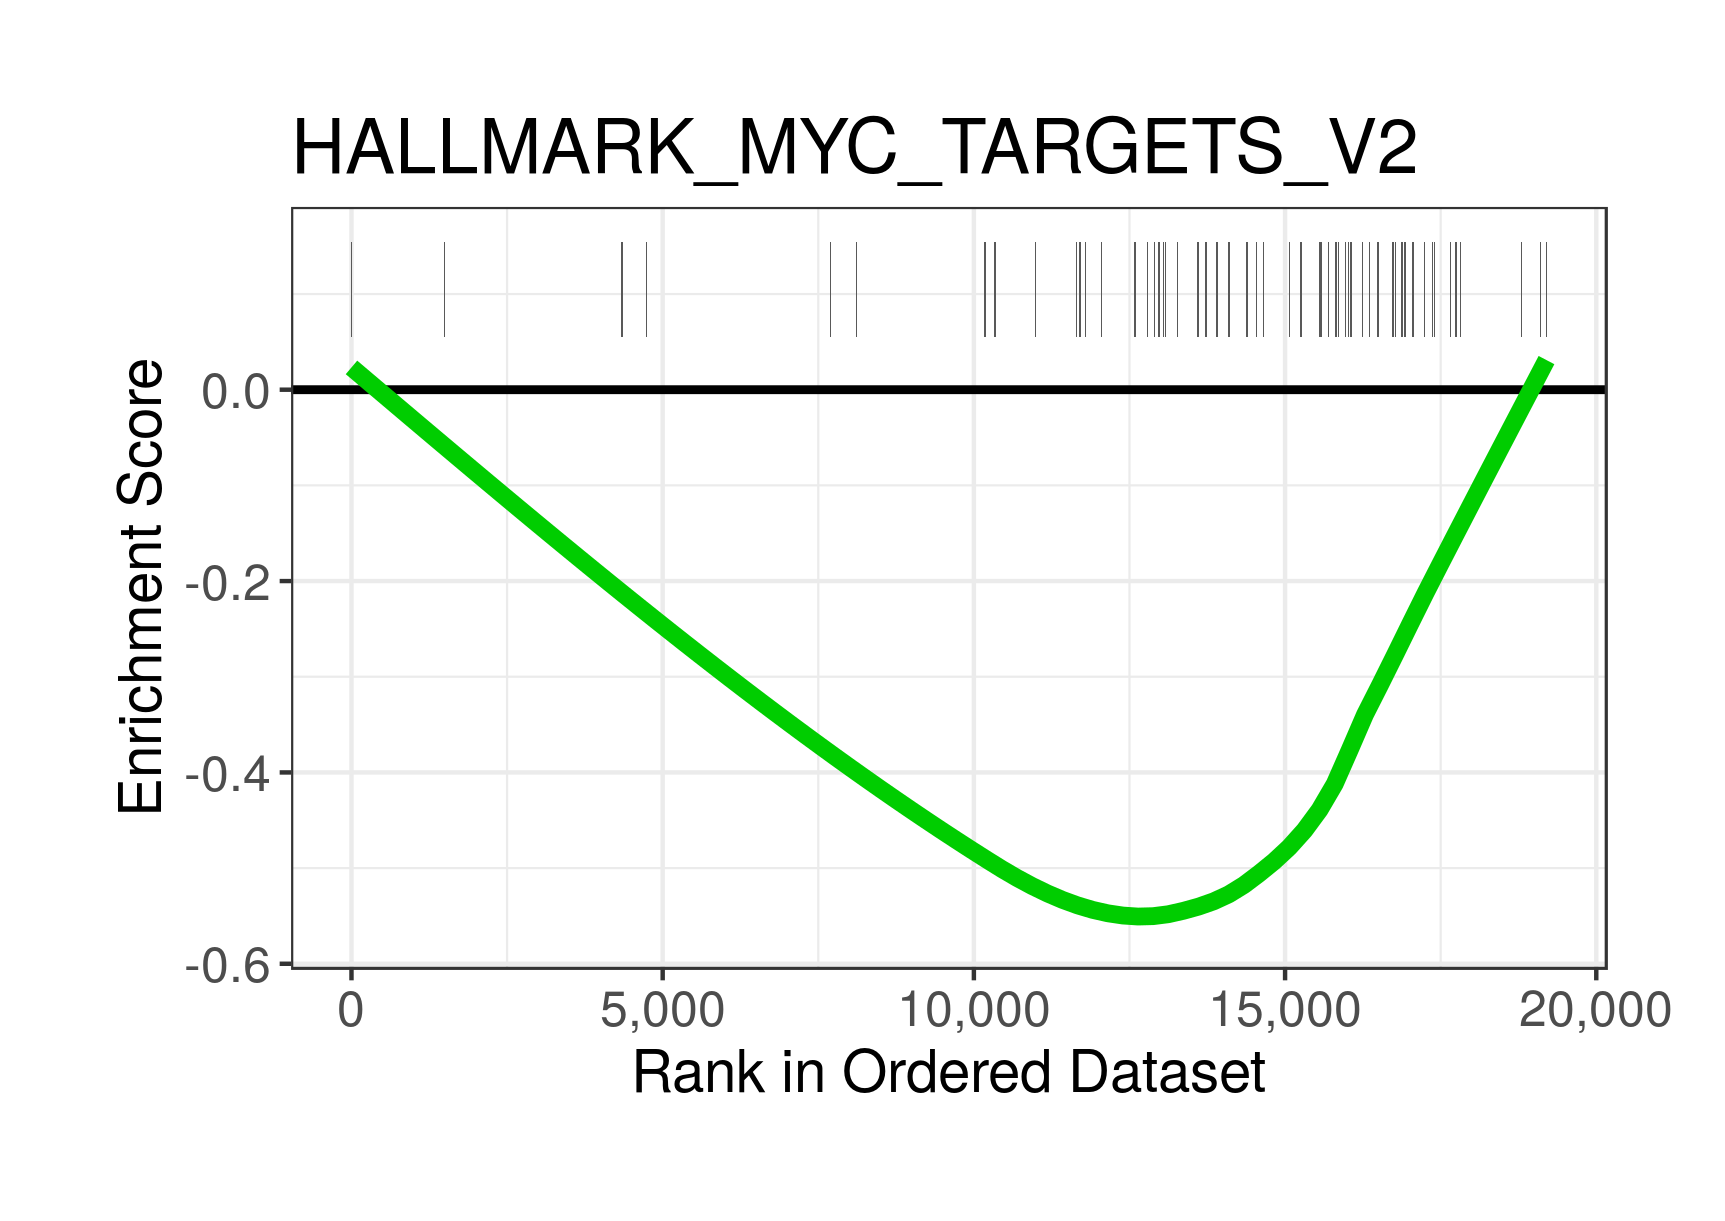 HALLMARK_MYC_TARGETS_V2
Enrichment Score
0.0
-0.2
-0.4
-0.6
0 5,000 10,000 15,000 20,000
Rank in Ordered Dataset